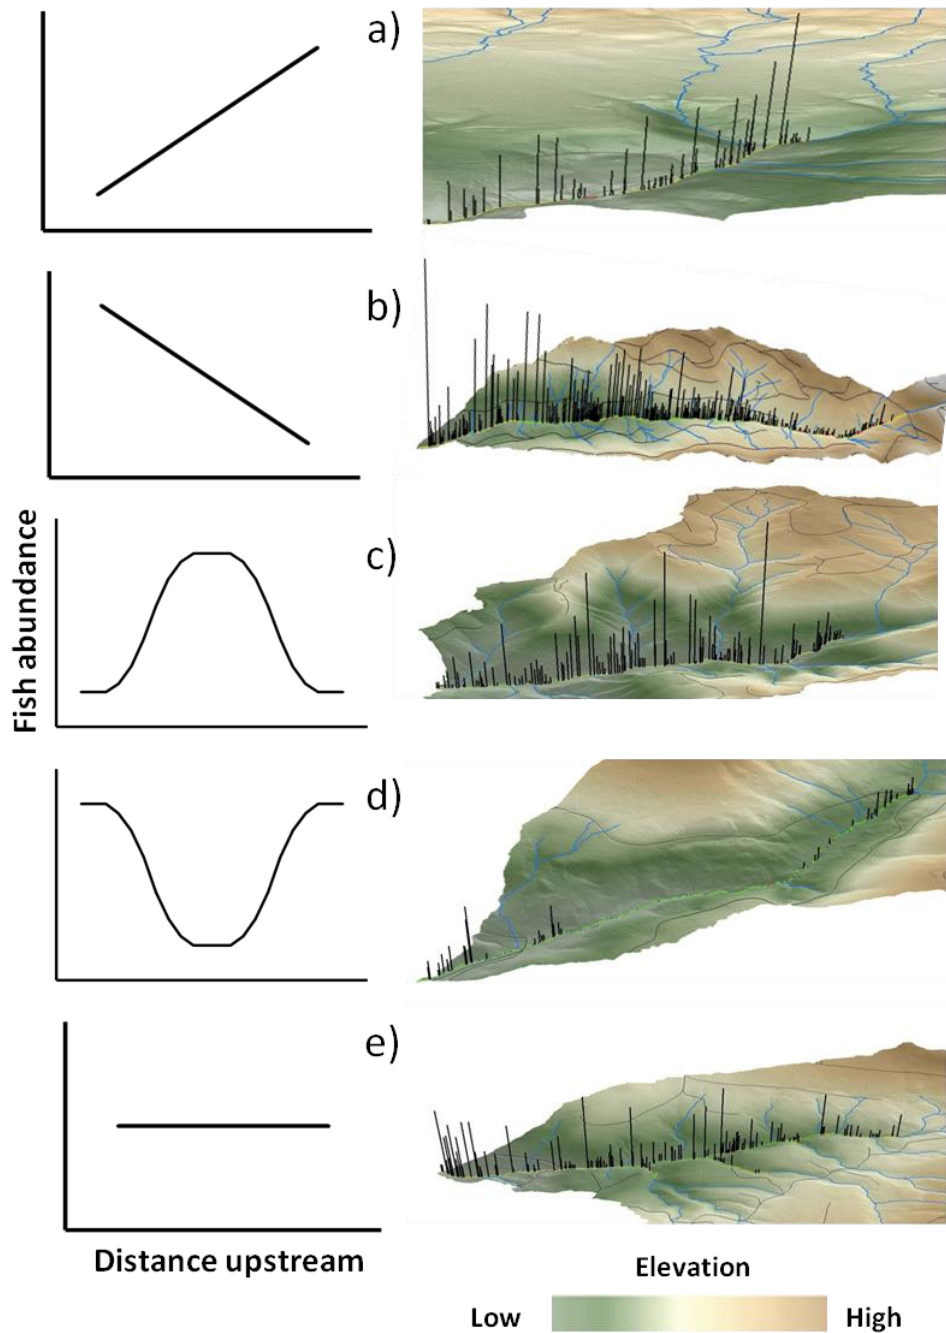 a)
b)
c)
d)
e)
Fish abundance
Distance upstream
Elevation
Low
High